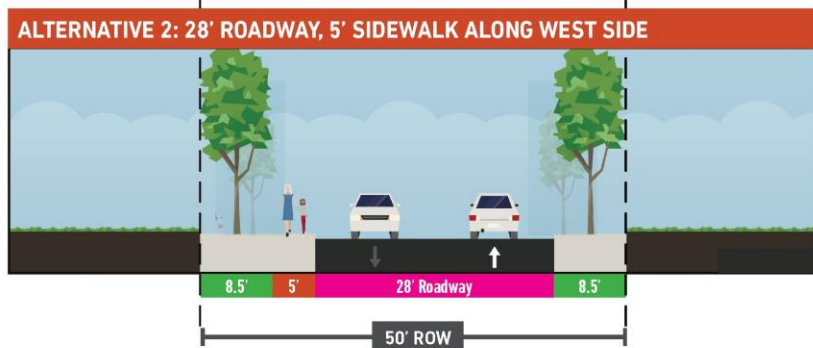 ALTERNATIVE 2: 28' ROADWAY, 5' SIDEWALK ALONG WEST SIDE
8.5' 5' 28' Roadway 8.5'
50' ROW